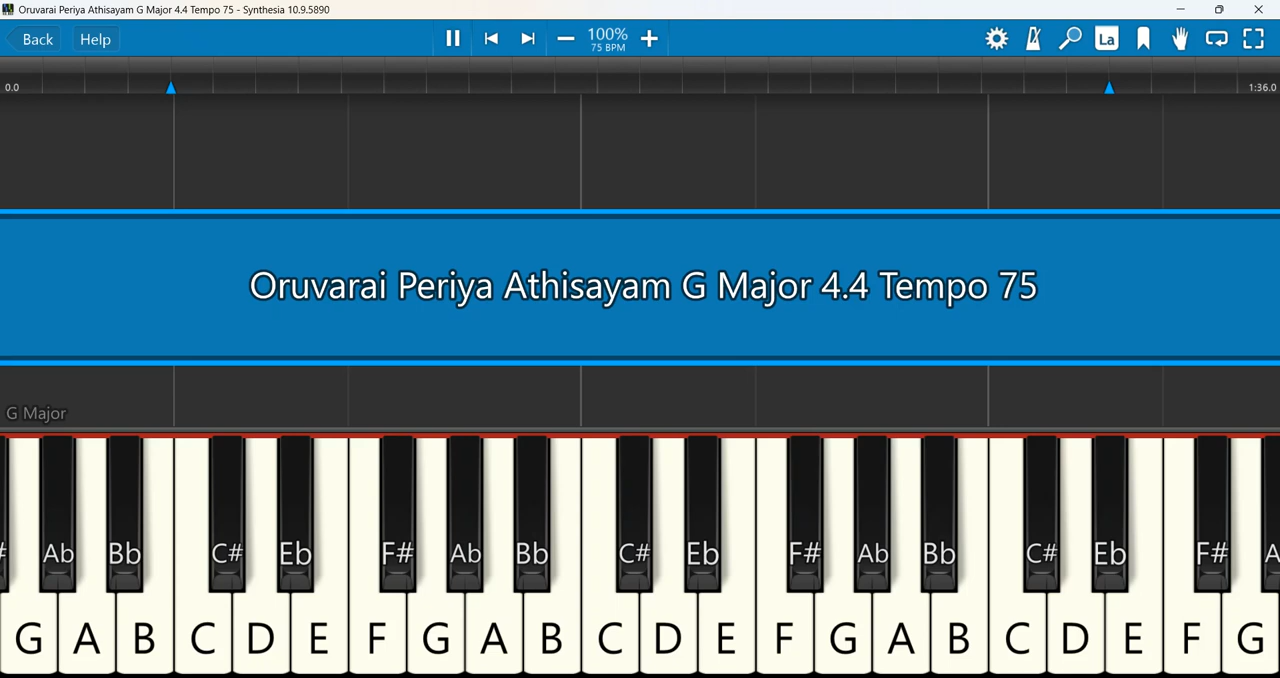 Oruvarai Periya Athisayam G Major 4.4 Tempo 75 - Synthesia 10.9.5890
Back Help 100% La
75 BPM
0.0 1:36.0
Oruvarai Periya Athisayam G Major 4.4 Tempo 75
G Major
# Ab Bb C# Eb F# Ab Bb C# Eb F# Ab Bb C# Eb F# A
G A B C D E F G A B C D E F G A B C D E F G